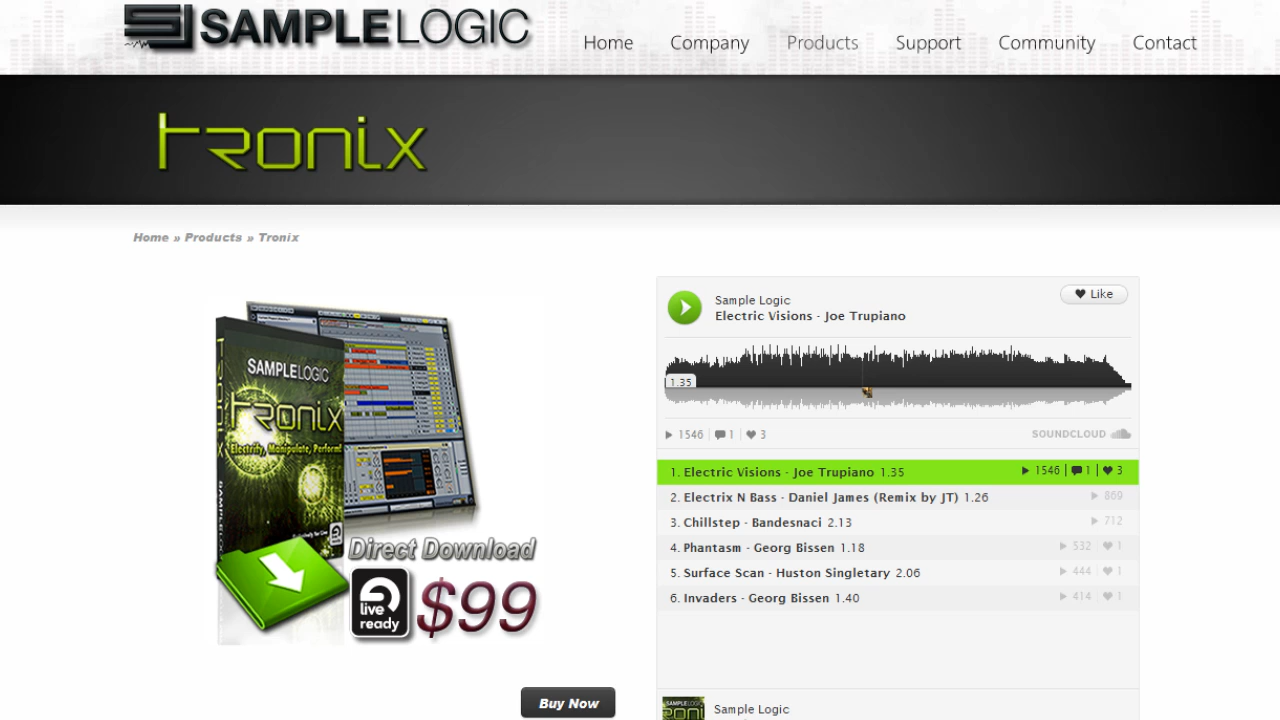 SAMPLELOGIC
Home Company Products Support Community Contact
tronix
Home » Products » Tronix
Sample Logic
Electric Visions - Joe Trupiano
Like
1.35
1546 1 3
SOUNDCLOUD
1. Electric Visions - Joe Trupiano 1.35 1546 1 3
2. Electrix N Bass - Daniel James (Remix by JT) 1.26 869
3. Chillstep - Bandesnaci 2.13 712
4. Phantasm - Georg Bissen 1.18 532 1
5. Surface Scan - Huston Singletary 2.06 444 1
6. Invaders - Georg Bissen 1.40 414 1
SAMPLELOGIC
tronix
Electrify, Manipulate, Perform!
Direct Download
live
ready
$99
Buy Now
Sample Logic